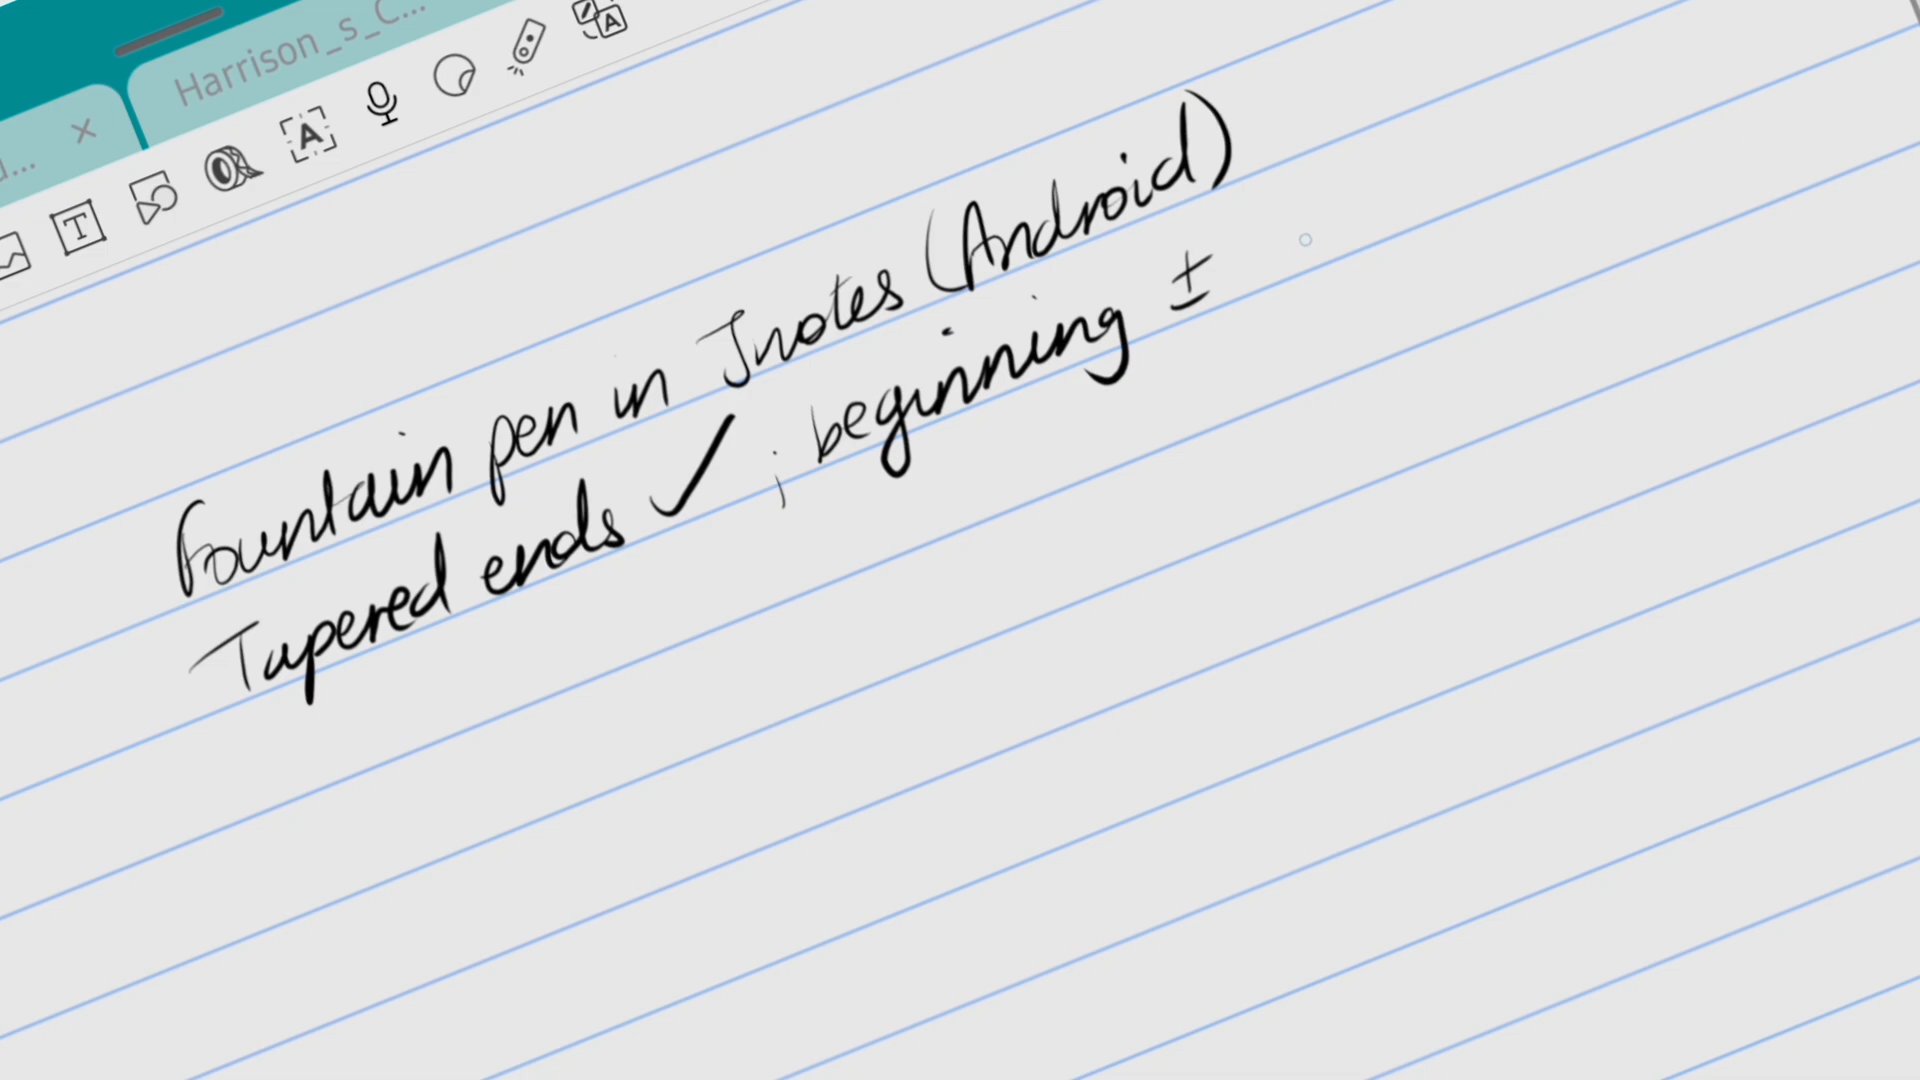 Harrison_s_C...
Fountain pen in Jnotes (Android)
Tapered ends ✓ ; beginning ±